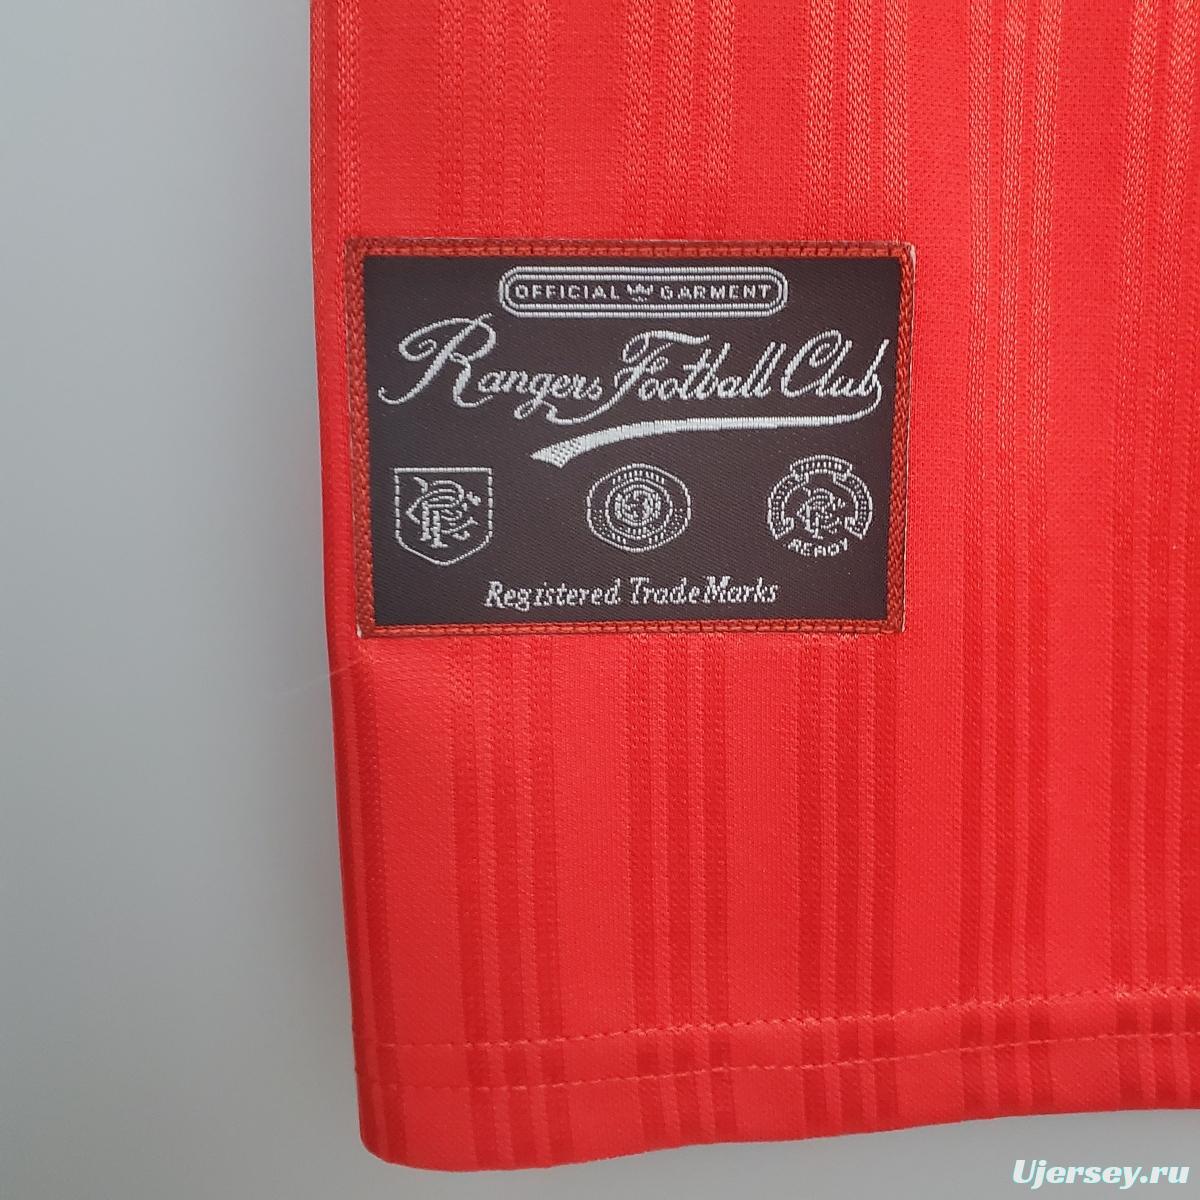 OFFICIAL GARMENT
Rangers Football Club
READY
Registered Trade Marks
Ujersey.ru